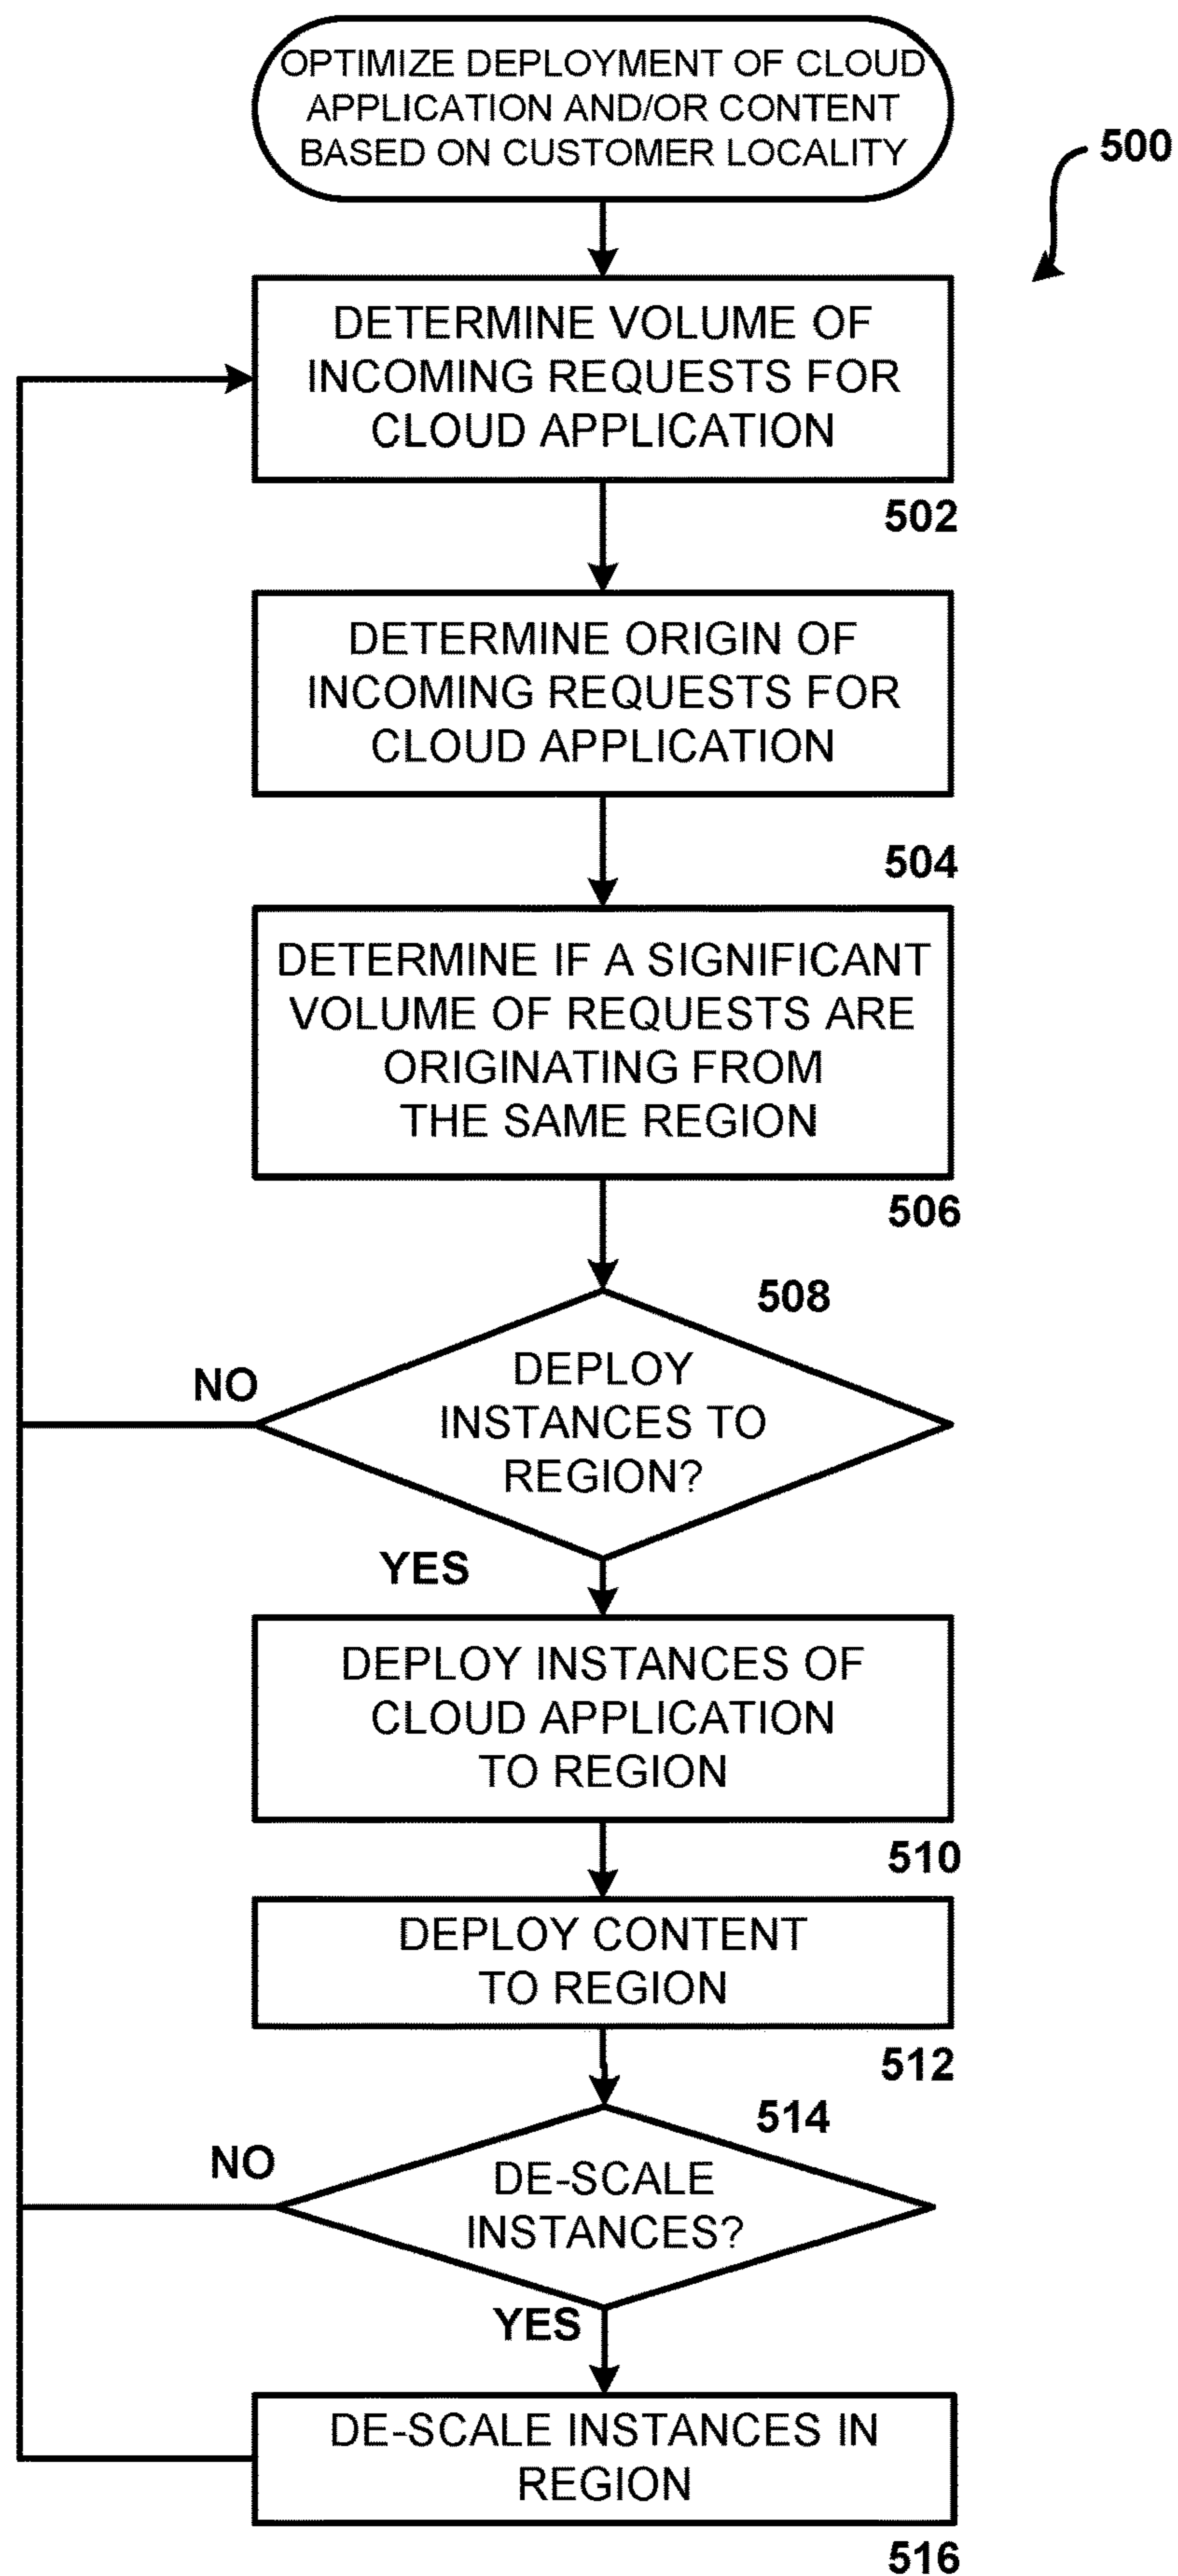 OPTIMIZE DEPLOYMENT OF CLOUD
APPLICATION AND/OR CONTENT
BASED ON CUSTOMER LOCALITY
500
DETERMINE VOLUME OF
INCOMING REQUESTS FOR
CLOUD APPLICATION
502
DETERMINE ORIGIN OF
INCOMING REQUESTS FOR
CLOUD APPLICATION
504
DETERMINE IF A SIGNIFICANT
VOLUME OF REQUESTS ARE
ORIGINATING FROM
THE SAME REGION
506
508
NO
DEPLOY
INSTANCES TO
REGION?
YES
DEPLOY INSTANCES OF
CLOUD APPLICATION
TO REGION
510
DEPLOY CONTENT
TO REGION
512
514
NO
DE-SCALE
INSTANCES?
YES
DE-SCALE INSTANCES IN
REGION
516